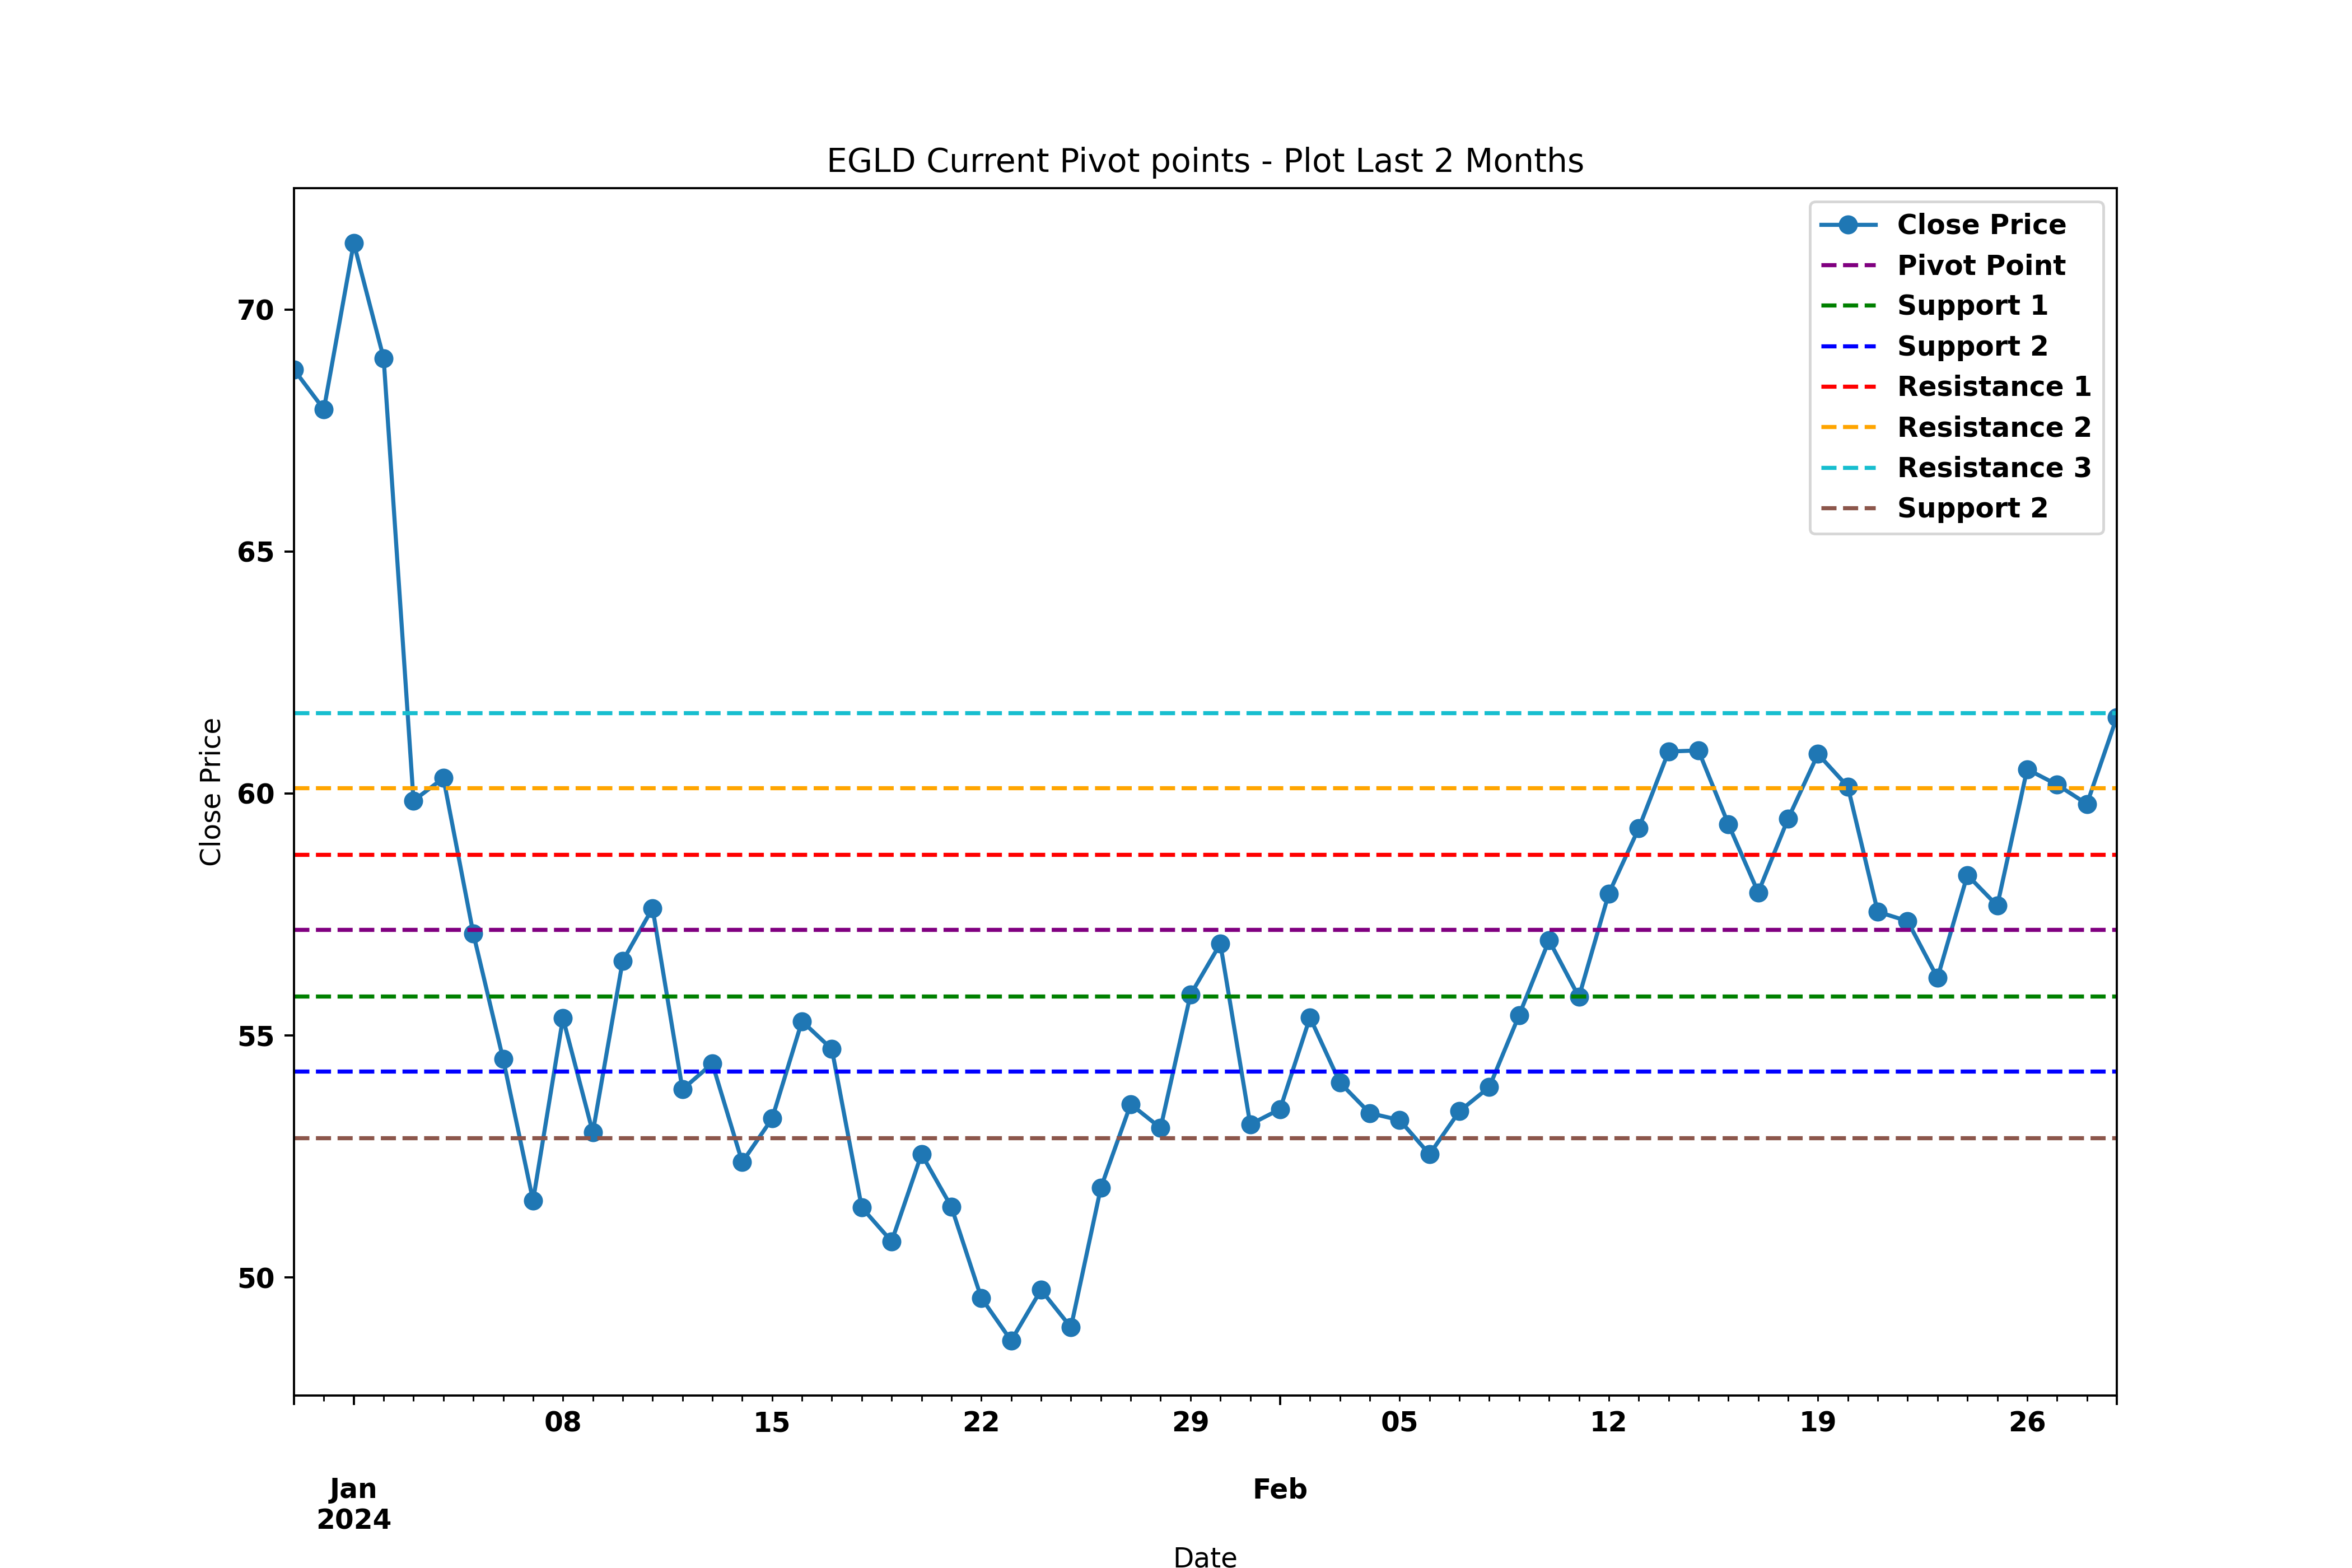 EGLD Current Pivot points - Plot Last 2 Months
Close Price
Pivot Point
Support 1
Support 2
Resistance 1
Resistance 2
Resistance 3
Support 2
70
65
60
55
50
Close Price
08 15 22 29 05 12 19 26
Jan Feb
2024
Date